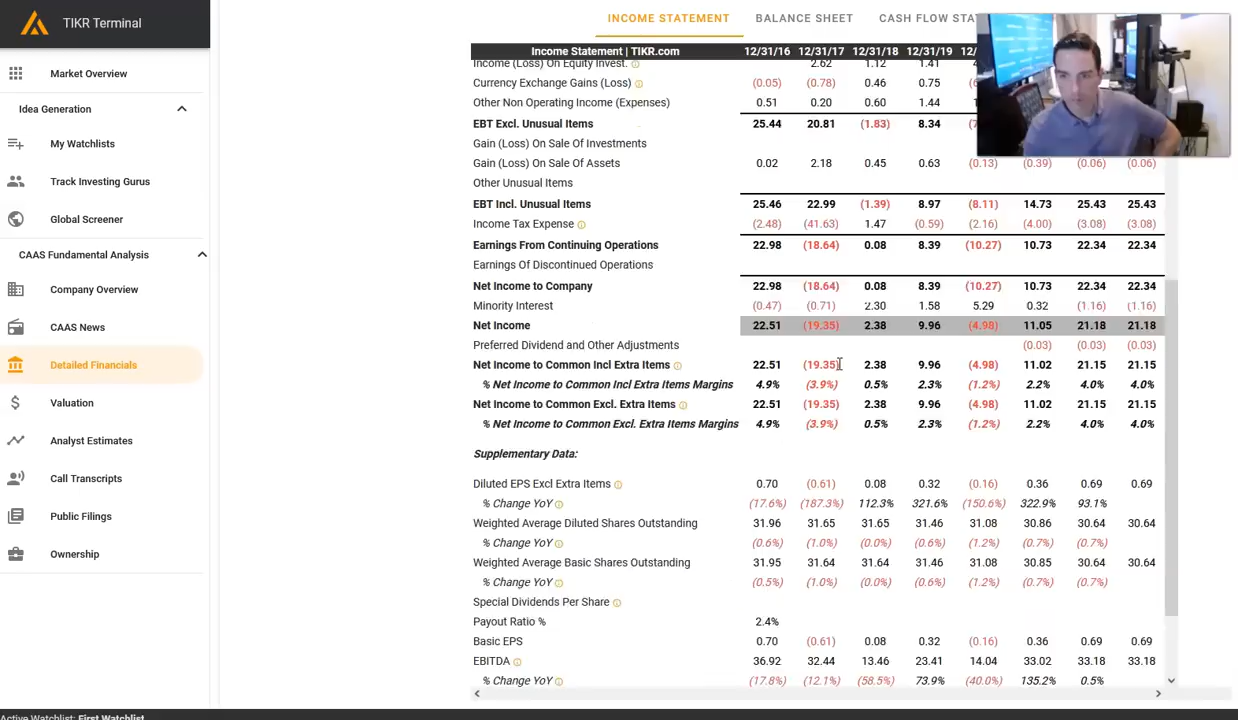 TIKR Terminal
Market Overview
Idea Generation
My Watchlists
Track Investing Gurus
Global Screener
CAAS Fundamental Analysis
Company Overview
CAAS News
Detailed Financials
Valuation
Analyst Estimates
Call Transcripts
Public Filings
Ownership
INCOME STATEMENT BALANCE SHEET CASH FLOW STAT
Income Statement | TIKR.com 12/31/16 12/31/17 12/31/18 12/31/19 12/
Income (Loss) On Equity Invest. 2.62 1.12 1.41
Currency Exchange Gains (Loss) (0.05) (0.78) 0.46 0.75
Other Non Operating Income (Expenses) 0.51 0.20 0.60 1.44
EBT Excl. Unusual Items 25.44 20.81 (1.83) 8.34
Gain (Loss) On Sale Of Investments
Gain (Loss) On Sale Of Assets 0.02 2.18 0.45 0.63 (0.13) (0.39) (0.06) (0.06)
Other Unusual Items
EBT Incl. Unusual Items 25.46 22.99 (1.39) 8.97 (8.11) 14.73 25.43 25.43
Income Tax Expense (2.48) (41.63) 1.47 (0.59) (2.16) (4.00) (3.08) (3.08)
Earnings From Continuing Operations 22.98 (18.64) 0.08 8.39 (10.27) 10.73 22.34 22.34
Earnings Of Discontinued Operations
Net Income to Company 22.98 (18.64) 0.08 8.39 (10.27) 10.73 22.34 22.34
Minority Interest (0.47) (0.71) 2.30 1.58 5.29 0.32 (1.16) (1.16)
Net Income 22.51 (19.35) 2.38 9.96 (4.98) 11.05 21.18 21.18
Preferred Dividend and Other Adjustments (0.03) (0.03) (0.03)
Net Income to Common Incl Extra Items 22.51 (19.35) 2.38 9.96 (4.98) 11.02 21.15 21.15
% Net Income to Common Incl Extra Items Margins 4.9% (3.9%) 0.5% 2.3% (1.2%) 2.2% 4.0% 4.0%
Net Income to Common Excl. Extra Items 22.51 (19.35) 2.38 9.96 (4.98) 11.02 21.15 21.15
% Net Income to Common Excl. Extra Items Margins 4.9% (3.9%) 0.5% 2.3% (1.2%) 2.2% 4.0% 4.0%
Supplementary Data:
Diluted EPS Excl Extra Items 0.70 (0.61) 0.08 0.32 (0.16) 0.36 0.69 0.69
% Change YoY (17.6%) (187.3%) 112.3% 321.6% (150.6%) 322.9% 93.1%
Weighted Average Diluted Shares Outstanding 31.96 31.65 31.65 31.46 31.08 30.86 30.64 30.64
% Change YoY (0.6%) (1.0%) (0.0%) (0.6%) (1.2%) (0.7%) (0.7%)
Weighted Average Basic Shares Outstanding 31.95 31.64 31.64 31.46 31.08 30.85 30.64 30.64
% Change YoY (0.5%) (1.0%) (0.0%) (0.6%) (1.2%) (0.7%) (0.7%)
Special Dividends Per Share
Payout Ratio % 2.4%
Basic EPS 0.70 (0.61) 0.08 0.32 (0.16) 0.36 0.69 0.69
EBITDA 36.92 32.44 13.46 23.41 14.04 33.02 33.18 33.18
% Change YoY (17.8%) (12.1%) (58.5%) 73.9% (40.0%) 135.2% 0.5%
Active Watchlist: First Watchlist